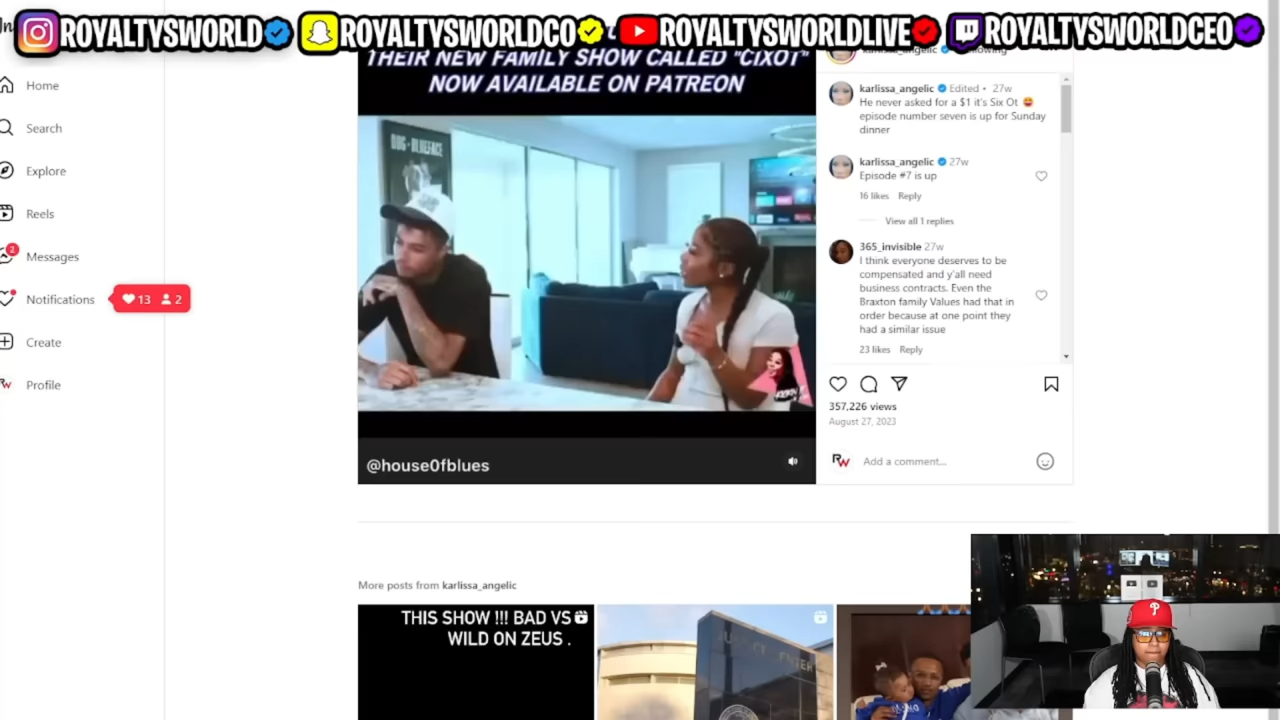 ROYALTYSWORLD
ROYALTYSWORLDCO
ROYALTYSWORLDLIVE
ROYALTYSWORLDCEO
THEIR NEW FAMILY SHOW CALLED "CIXOT"
NOW AVAILABLE ON PATREON
Home
Search
Explore
Reels
2
Messages
Notifications
13
2
Create
Profile
DOG • BLUEFACE
@house0fblues
karlissa_angelic
karlissa_angelic Edited • 27w
He never asked for a $1 it's Six Ot 😍
episode number seven is up for Sunday
dinner
karlissa_angelic 27w
Episode #7 is up
16 likes Reply
View all 1 replies
365_invisible 27w
I think everyone deserves to be
compensated and y'all need
business contracts. Even the
Braxton family Values had that in
order because at one point they
had a similar issue
23 likes Reply
357,226 views
August 27, 2023
RW
Add a comment...
More posts from karlissa_angelic
THIS SHOW !!! BAD VS
WILD ON ZEUS .
P